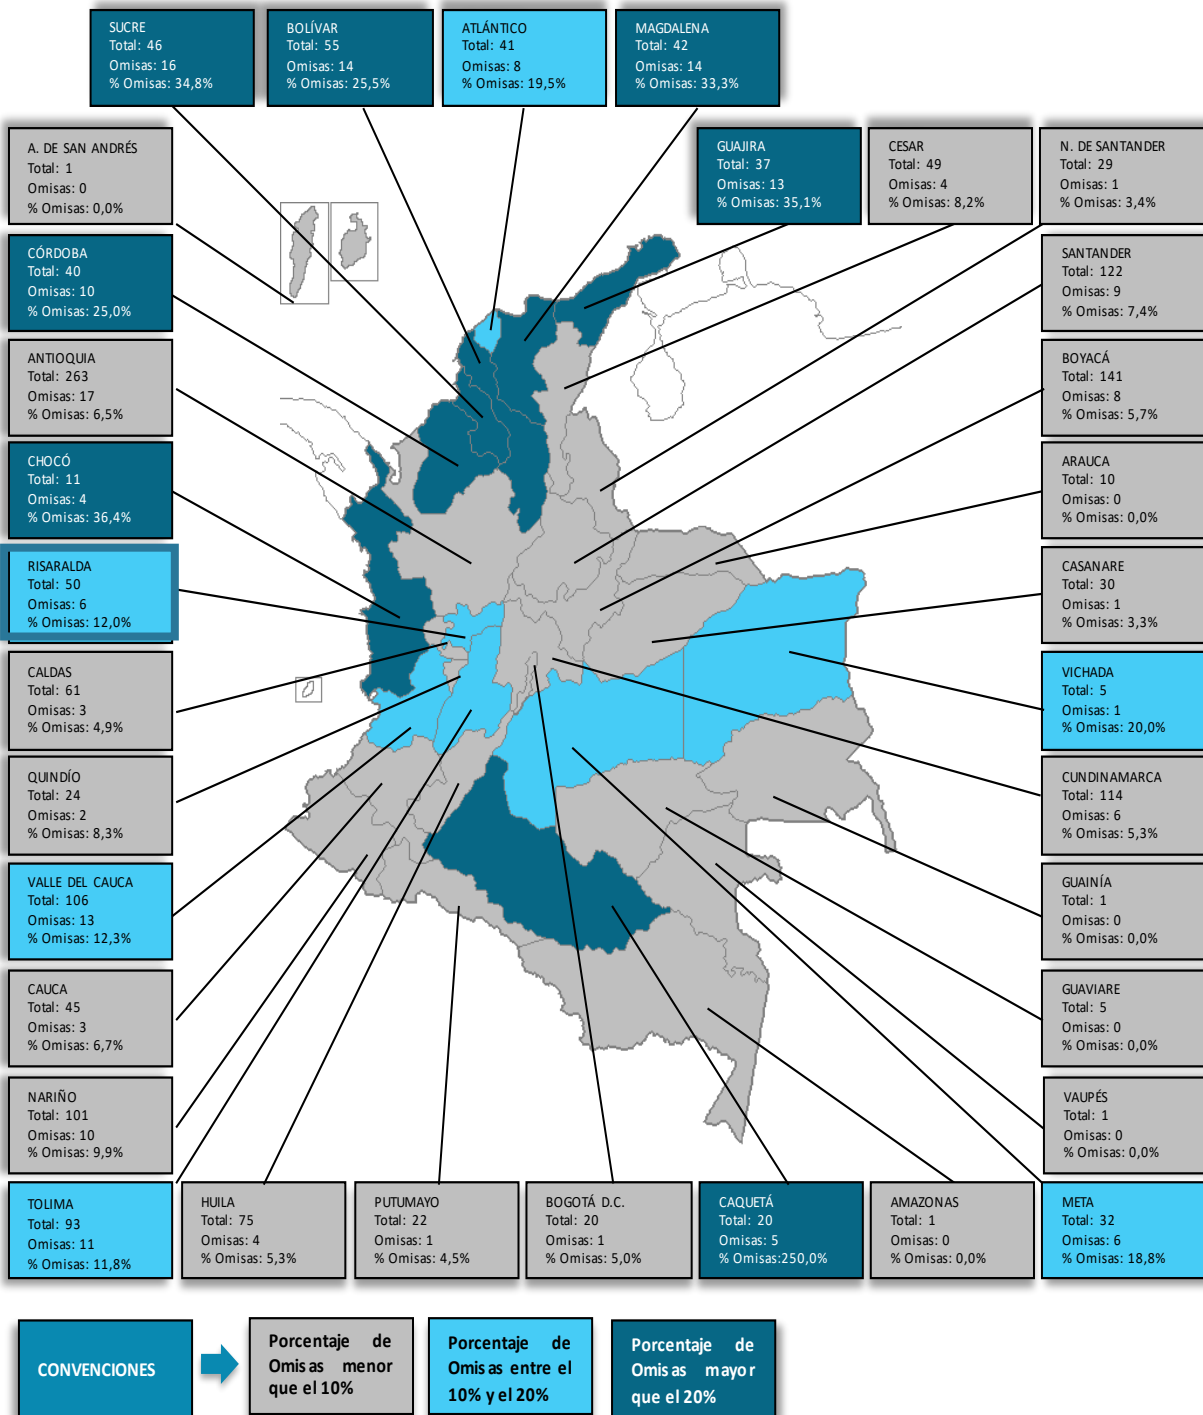 SUCRE
Total: 46
Omisas: 16
% Omisas: 34,8%
BOLÍVAR
Total: 55
Omisas: 14
% Omisas: 25,5%
ATLÁNTICO
Total: 41
Omisas: 8
% Omisas: 19,5%
MAGDALENA
Total: 42
Omisas: 14
% Omisas: 33,3%
A. DE SAN ANDRÉS
Total: 1
Omisas: 0
% Omisas: 0,0%
GUAJIRA
Total: 37
Omisas: 13
% Omisas: 35,1%
CESAR
Total: 49
Omisas: 4
% Omisas: 8,2%
N. DE SANTANDER
Total: 29
Omisas: 1
% Omisas: 3,4%
CÓRDOBA
Total: 40
Omisas: 10
% Omisas: 25,0%
SANTANDER
Total: 122
Omisas: 9
% Omisas: 7,4%
ANTIOQUIA
Total: 263
Omisas: 17
% Omisas: 6,5%
BOYACÁ
Total: 141
Omisas: 8
% Omisas: 5,7%
CHOCÓ
Total: 11
Omisas: 4
% Omisas: 36,4%
ARAUCA
Total: 10
Omisas: 0
% Omisas: 0,0%
RISARALDA
Total: 50
Omisas: 6
% Omisas: 12,0%
CASANARE
Total: 30
Omisas: 1
% Omisas: 3,3%
CALDAS
Total: 61
Omisas: 3
% Omisas: 4,9%
VICHADA
Total: 5
Omisas: 1
% Omisas: 20,0%
QUINDÍO
Total: 24
Omisas: 2
% Omisas: 8,3%
CUNDINAMARCA
Total: 114
Omisas: 6
% Omisas: 5,3%
VALLE DEL CAUCA
Total: 106
Omisas: 13
% Omisas: 12,3%
GUAINÍA
Total: 1
Omisas: 0
% Omisas: 0,0%
CAUCA
Total: 45
Omisas: 3
% Omisas: 6,7%
GUAVIARE
Total: 5
Omisas: 0
% Omisas: 0,0%
NARIÑO
Total: 101
Omisas: 10
% Omisas: 9,9%
VAUPÉS
Total: 1
Omisas: 0
% Omisas: 0,0%
TOLIMA
Total: 93
Omisas: 11
% Omisas: 11,8%
HUILA
Total: 75
Omisas: 4
% Omisas: 5,3%
PUTUMAYO
Total: 22
Omisas: 1
% Omisas: 4,5%
BOGOTÁ D.C.
Total: 20
Omisas: 1
% Omisas: 5,0%
CAQUETÁ
Total: 20
Omisas: 5
% Omisas:250,0%
AMAZONAS
Total: 1
Omisas: 0
% Omisas: 0,0%
META
Total: 32
Omisas: 6
% Omisas: 18,8%
CONVENCIONES
Porcentaje de
Omisas menor
que el 10%
Porcentaje de
Omisas entre el
10% y el 20%
Porcentaje de
Omisas mayor
que el 20%